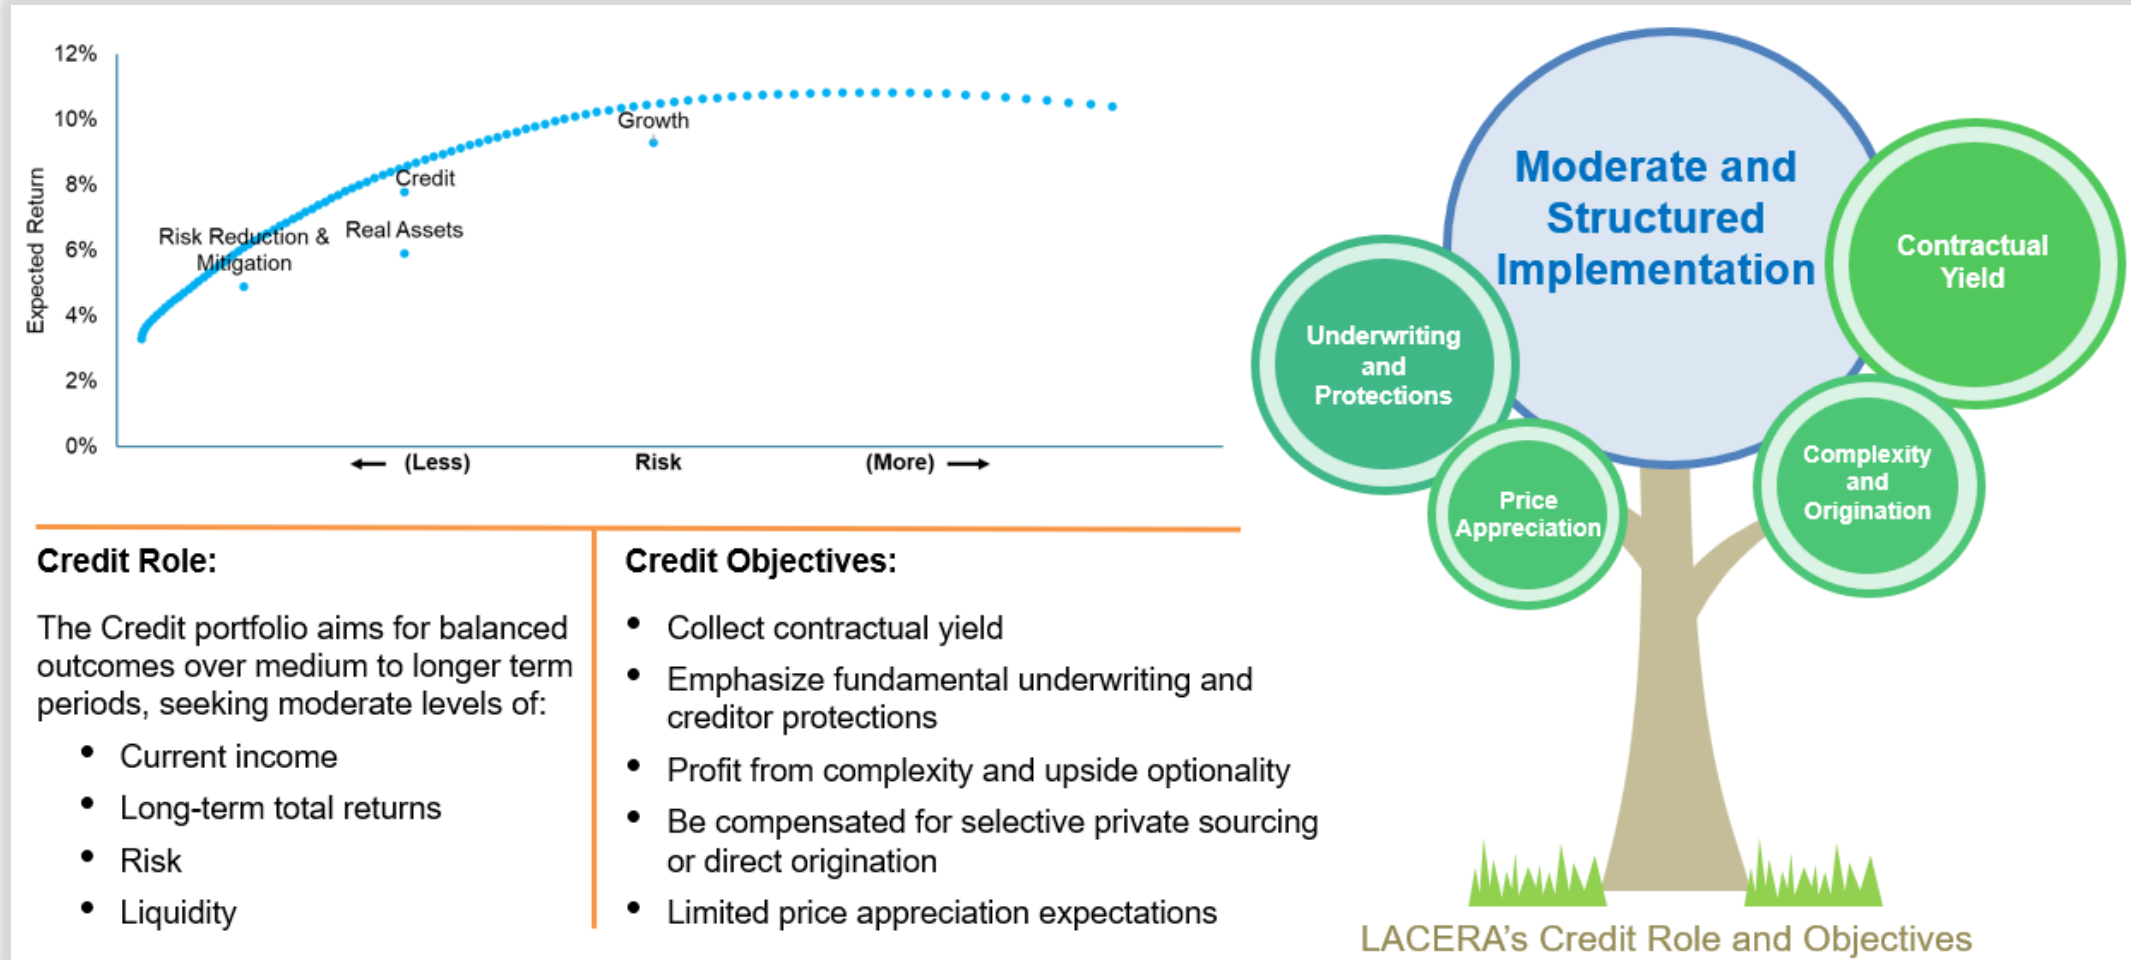 12%
10%
8%
6%
4%
2%
0%
Expected Return
Growth
Credit
Real Assets
Risk Reduction &
Mitigation
(Less)
Risk
(More)
Credit Role:
The Credit portfolio aims for balanced
outcomes over medium to longer term
periods, seeking moderate levels of:
• Current income
• Long-term total returns
• Risk
• Liquidity
Credit Objectives:
• Collect contractual yield
• Emphasize fundamental underwriting and
creditor protections
• Profit from complexity and upside optionality
• Be compensated for selective private sourcing
or direct origination
• Limited price appreciation expectations
Moderate and
Structured
Implementation
Contractual
Yield
Underwriting
and
Protections
Price
Appreciation
Complexity
and
Origination
LACERA’s Credit Role and Objectives